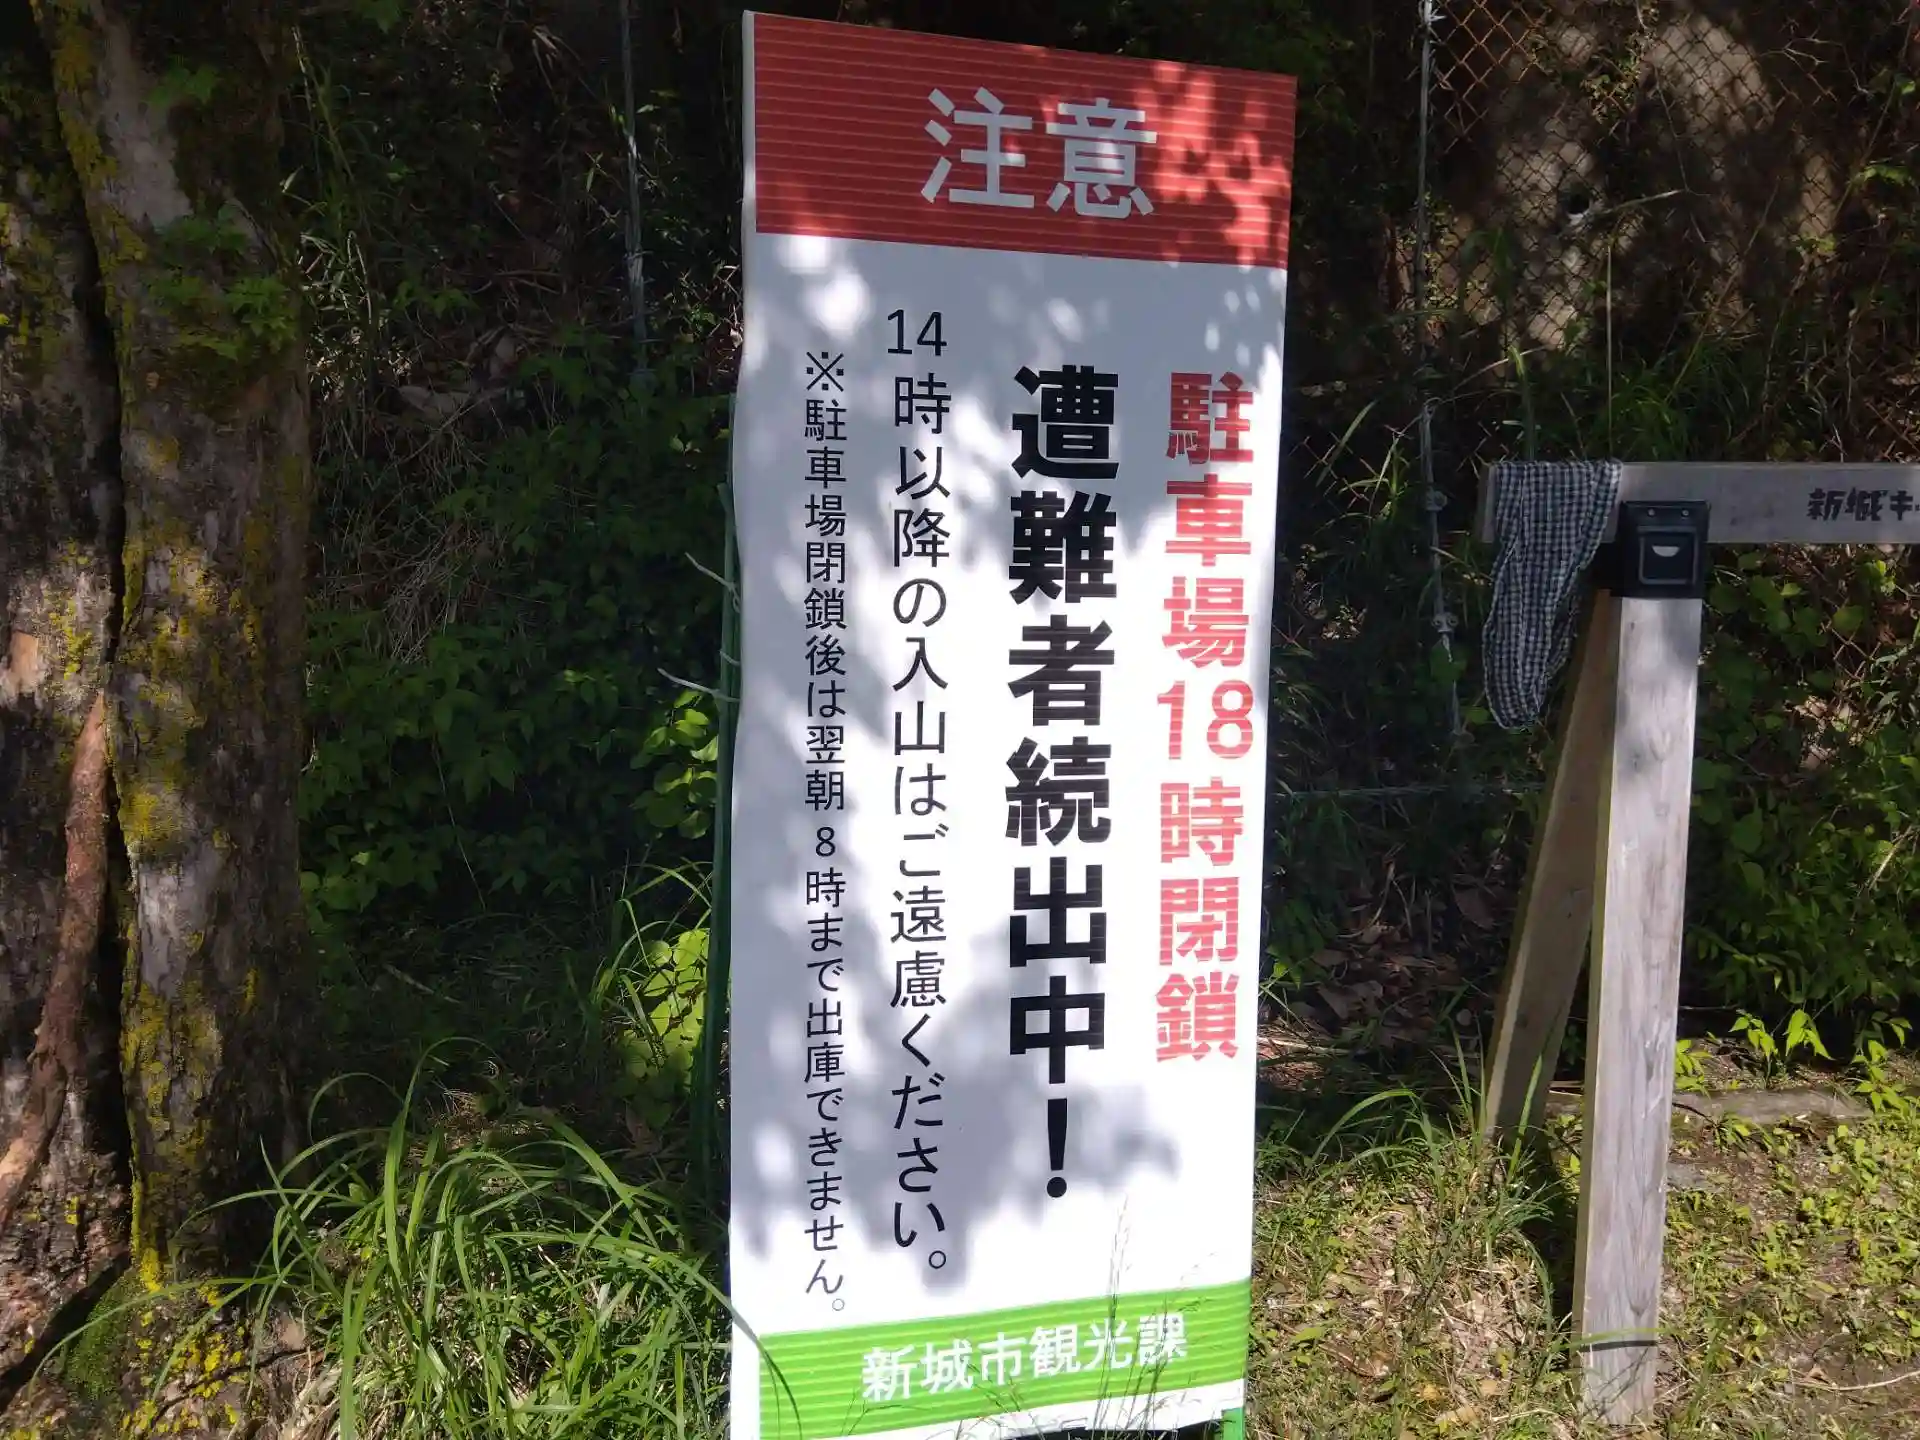 注意
駐車場18時閉鎖
遭難者続出中！
14時以降の入山はご遠慮ください。
※駐車場閉鎖後は翌朝8時まで出庫できません。
新城市観光課
新城キ